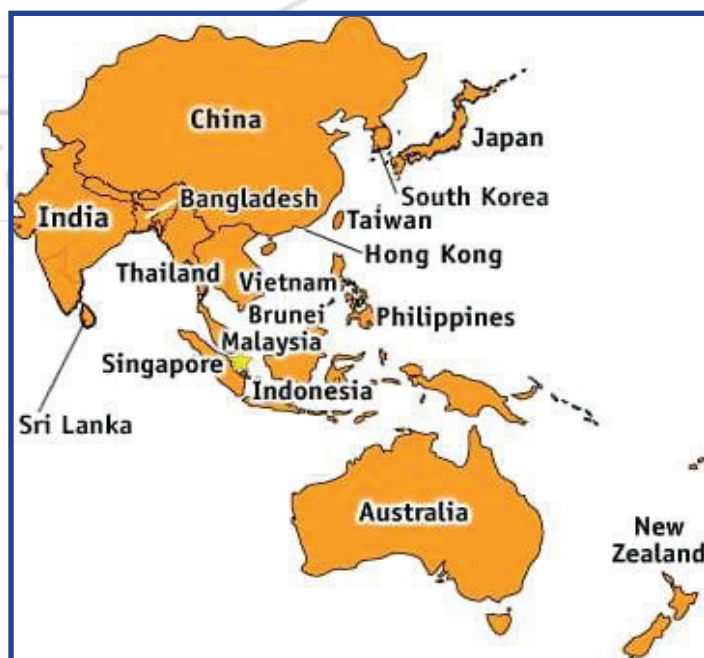 China
Japan
South Korea
Bangladesh
India
Taiwan
Hong Kong
Thailand
Vietnam
Brunei
Philippines
Malaysia
Singapore
Indonesia
Sri Lanka
Australia
New
Zealand